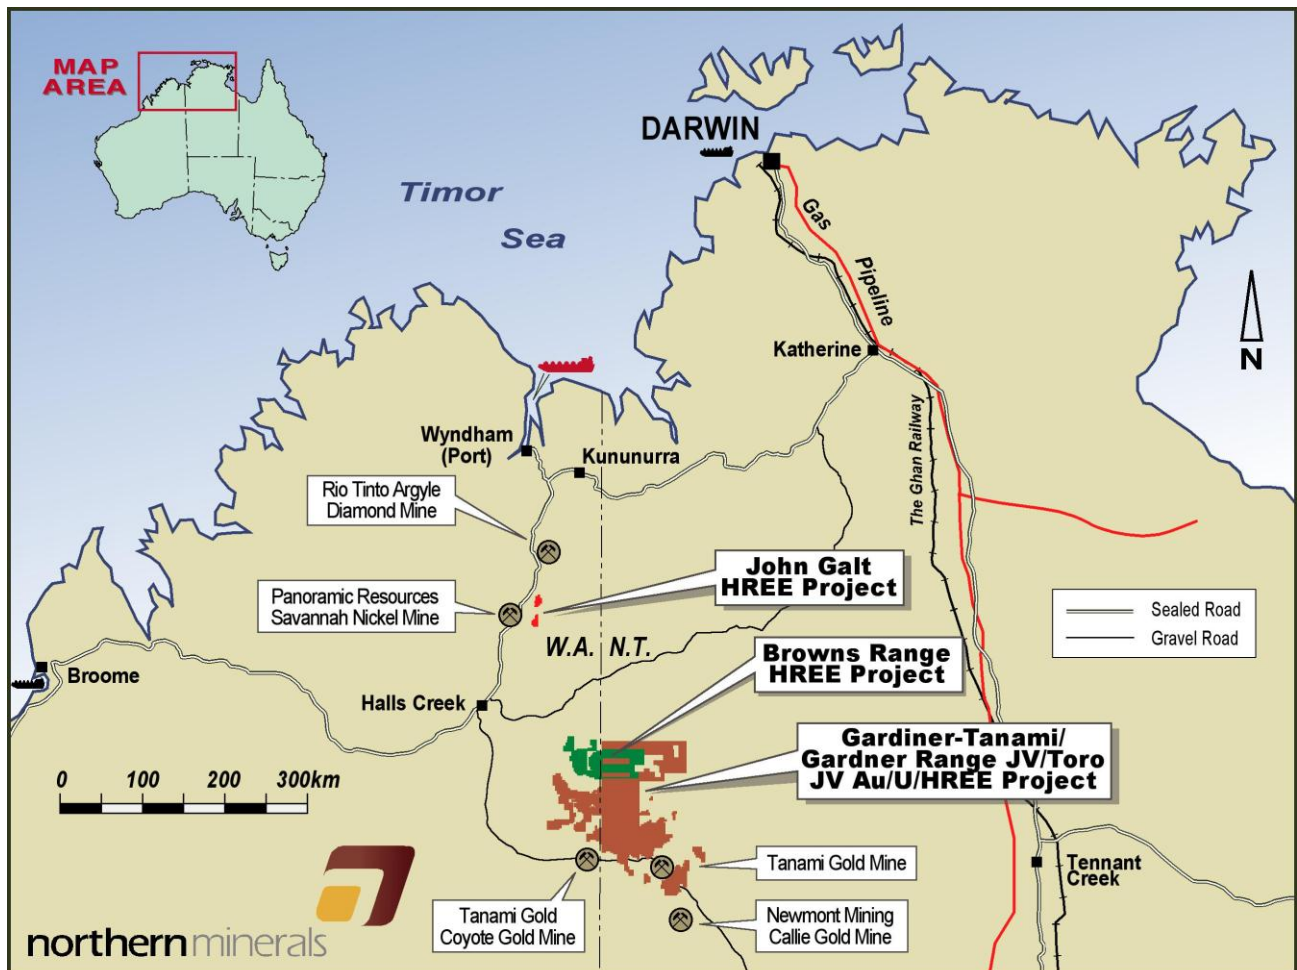 MAP
AREA
DARWIN
Timor
Sea
Gas
Pipeline
Katherine
N
Wyndham
(Port)
Kununurra
The Ghan Railway
Rio Tinto Argyle
Diamond Mine
John Galt
HREE Project
Panoramic Resources
Savannah Nickel Mine
Sealed Road
Gravel Road
W.A. N.T.
Browns Range
HREE Project
Broome
Halls Creek
Gardiner-Tanami/
Gardner Range JV/Toro
JV Au/U/HREE Project
0 100 200 300km
Tanami Gold Mine
Tennant
Creek
Tanami Gold
Coyote Gold Mine
Newmont Mining
Callie Gold Mine
northernminerals